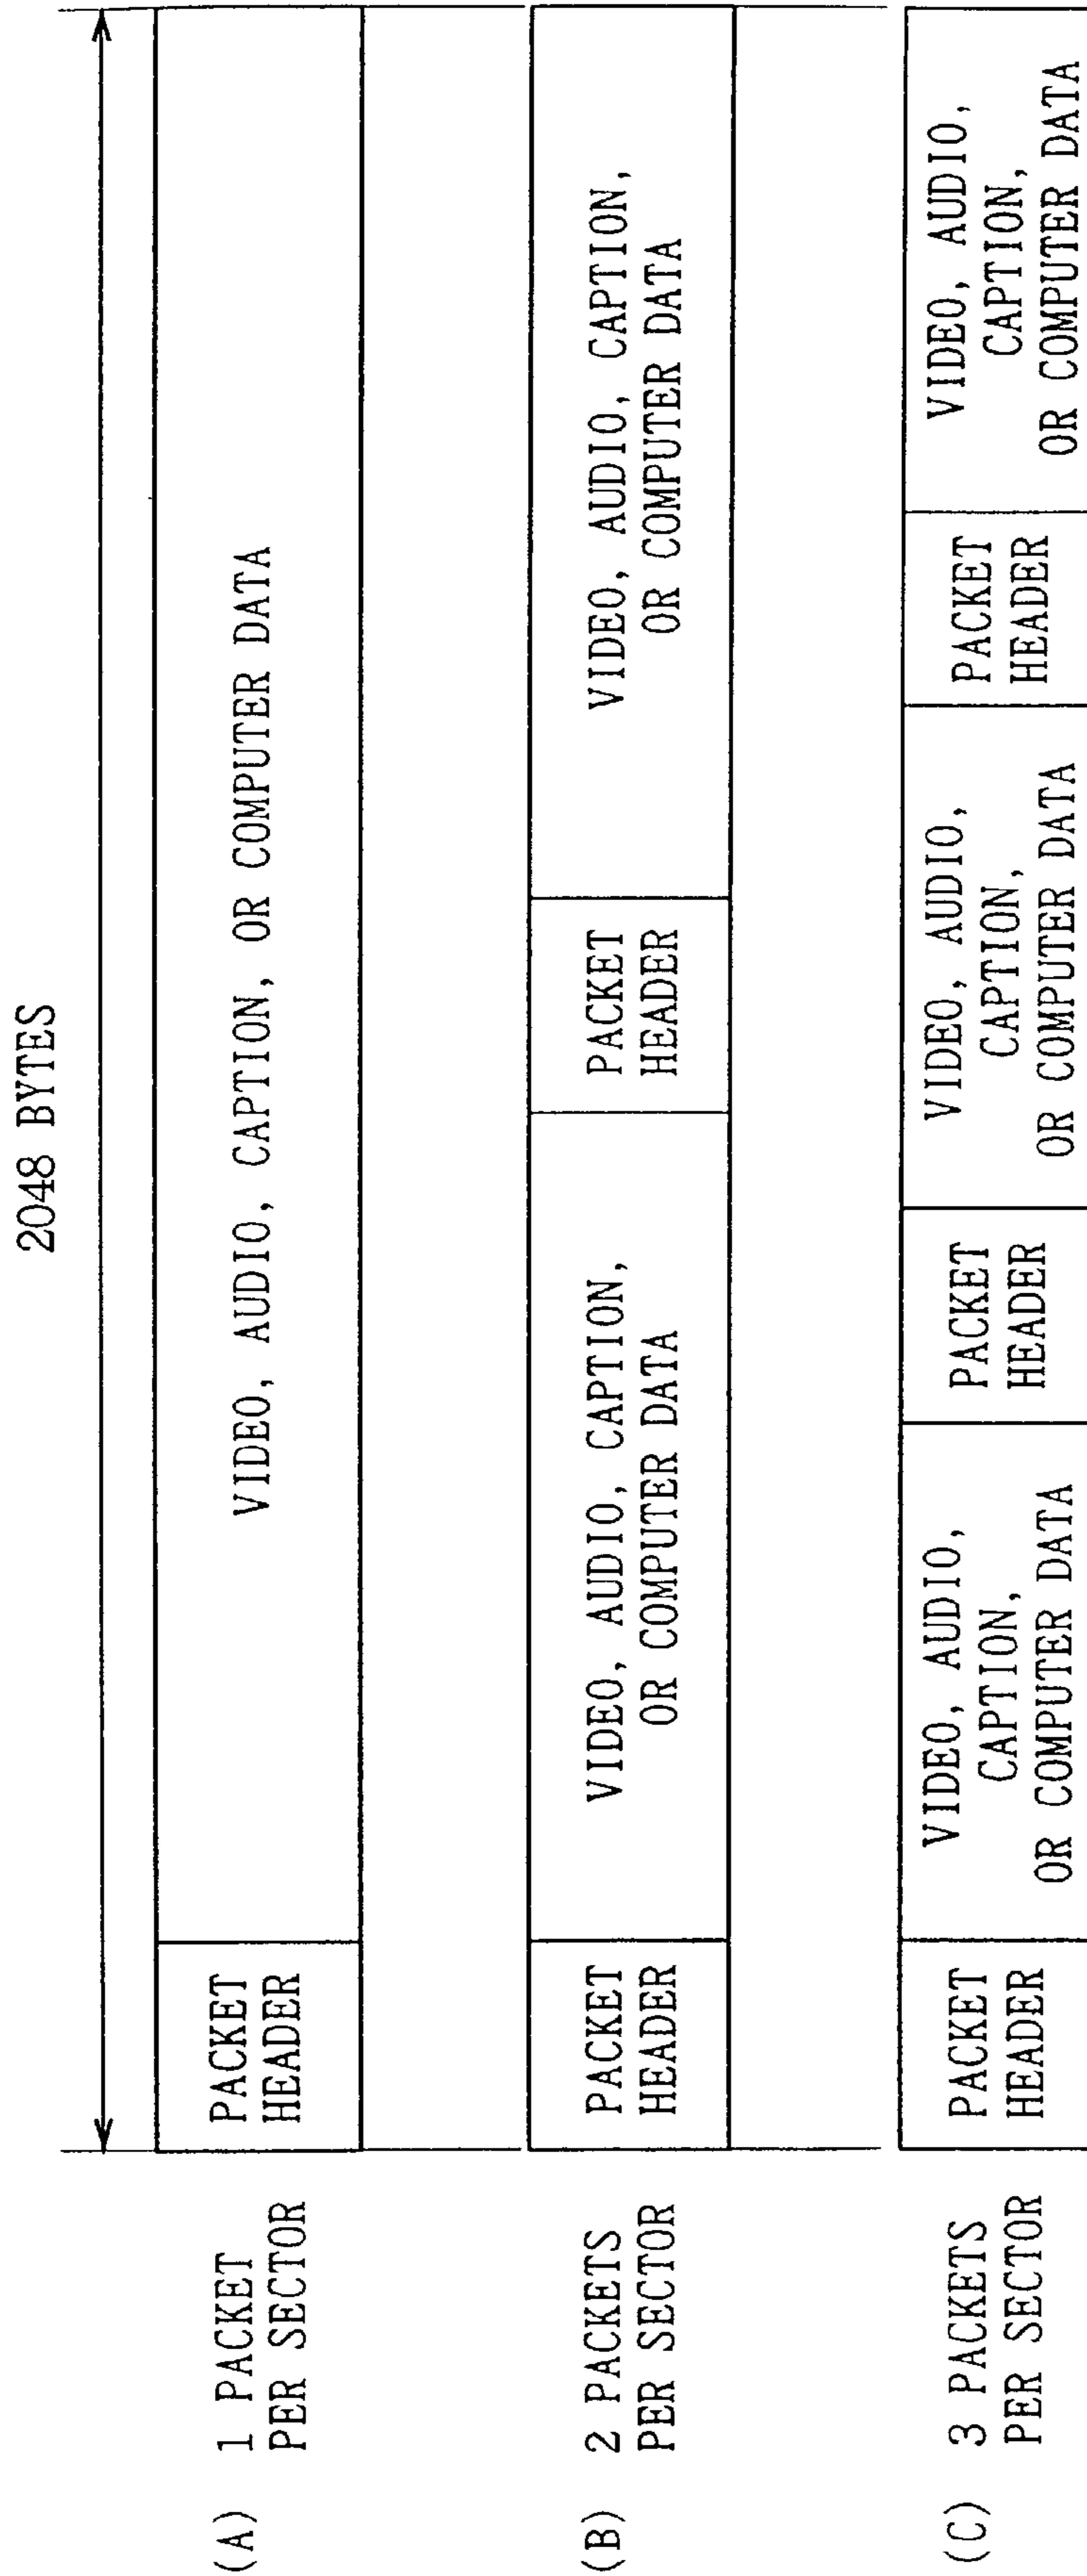 2048 BYTES
(A) 1 PACKET
PER SECTOR
PACKET
HEADER
VIDEO, AUDIO, CAPTION, OR COMPUTER DATA
(B) 2 PACKETS
PER SECTOR
PACKET
HEADER
VIDEO, AUDIO, CAPTION,
OR COMPUTER DATA
PACKET
HEADER
VIDEO, AUDIO, CAPTION,
OR COMPUTER DATA
(C) 3 PACKETS
PER SECTOR
PACKET
HEADER
VIDEO, AUDIO,
CAPTION,
OR COMPUTER DATA
PACKET
HEADER
VIDEO, AUDIO,
CAPTION,
OR COMPUTER DATA
PACKET
HEADER
VIDEO, AUDIO,
CAPTION,
OR COMPUTER DATA